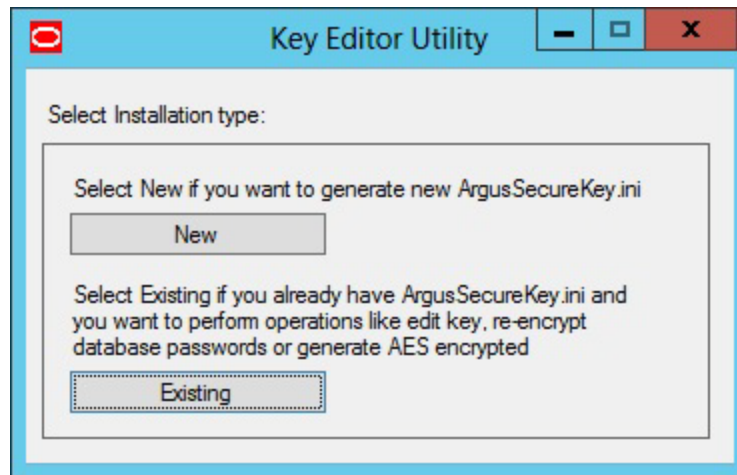 Key Editor Utility
Select Installation type:
Select New if you want to generate new ArgusSecureKey.ini
New
Select Existing if you already have ArgusSecureKey.ini and
you want to perform operations like edit key, re-encrypt
database passwords or generate AES encrypted
Existing